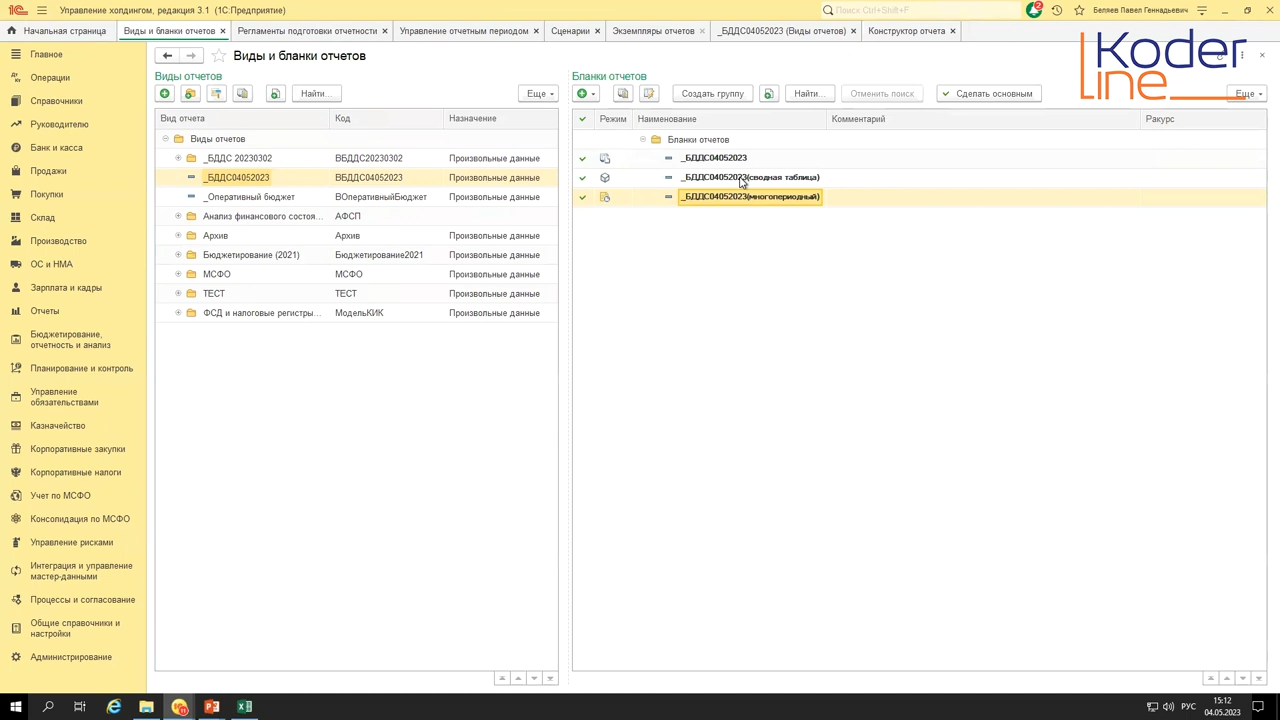 Управление холдингом, редакция 3.1 (1С:Предприятие)
Поиск Ctrl+Shift+F
2
Беляев Павел Геннадьевич
Начальная страница
Виды и бланки отчетов ×
Регламенты подготовки отчетности ×
Управление отчетным периодом ×
Сценарии ×
Экземпляры отчетов ×
_БДДС04052023 (Виды отчетов) ×
Конструктор отчета ×
Koder
line
Главное
Операции
Справочники
Руководителю
Банк и касса
Продажи
Покупки
Склад
Производство
ОС и НМА
Зарплата и кадры
Отчеты
Бюджетирование,
отчетность и анализ
Планирование и контроль
Управление
обязательствами
Казначейство
Корпоративные закупки
Корпоративные налоги
Учет по МСФО
Консолидация по МСФО
Управление рисками
Интеграция и управление
мастер-данными
Процессы и согласование
Общие справочники и
настройки
Администрирование
Виды и бланки отчетов
Виды отчетов
Найти...
Еще
Вид отчета Код Назначение
Виды отчетов
_БДДС 20230302 ВБДДС20230302 Произвольные данные
_БДДС04052023 ВБДДС04052023 Произвольные данные
_Оперативный бюджет ВОперативныйБюджет Произвольные данные
Анализ финансового состоя... АФСП
Архив Архив Произвольные данные
Бюджетирование (2021) Бюджетирование2021 Произвольные данные
МСФО МСФО Произвольные данные
ТЕСТ ТЕСТ Произвольные данные
ФСД и налоговые регистры... МодельКИК Произвольные данные
Бланки отчетов
Создать группу
Найти...
Отменить поиск
Сделать основным
Еще
Режим Наименование Комментарий Ракурс
Бланки отчетов
_БДДС04052023
_БДДС04052023(сводная таблица)
_БДДС04052023(многопериодный)
РУС
15:12
04.05.2023